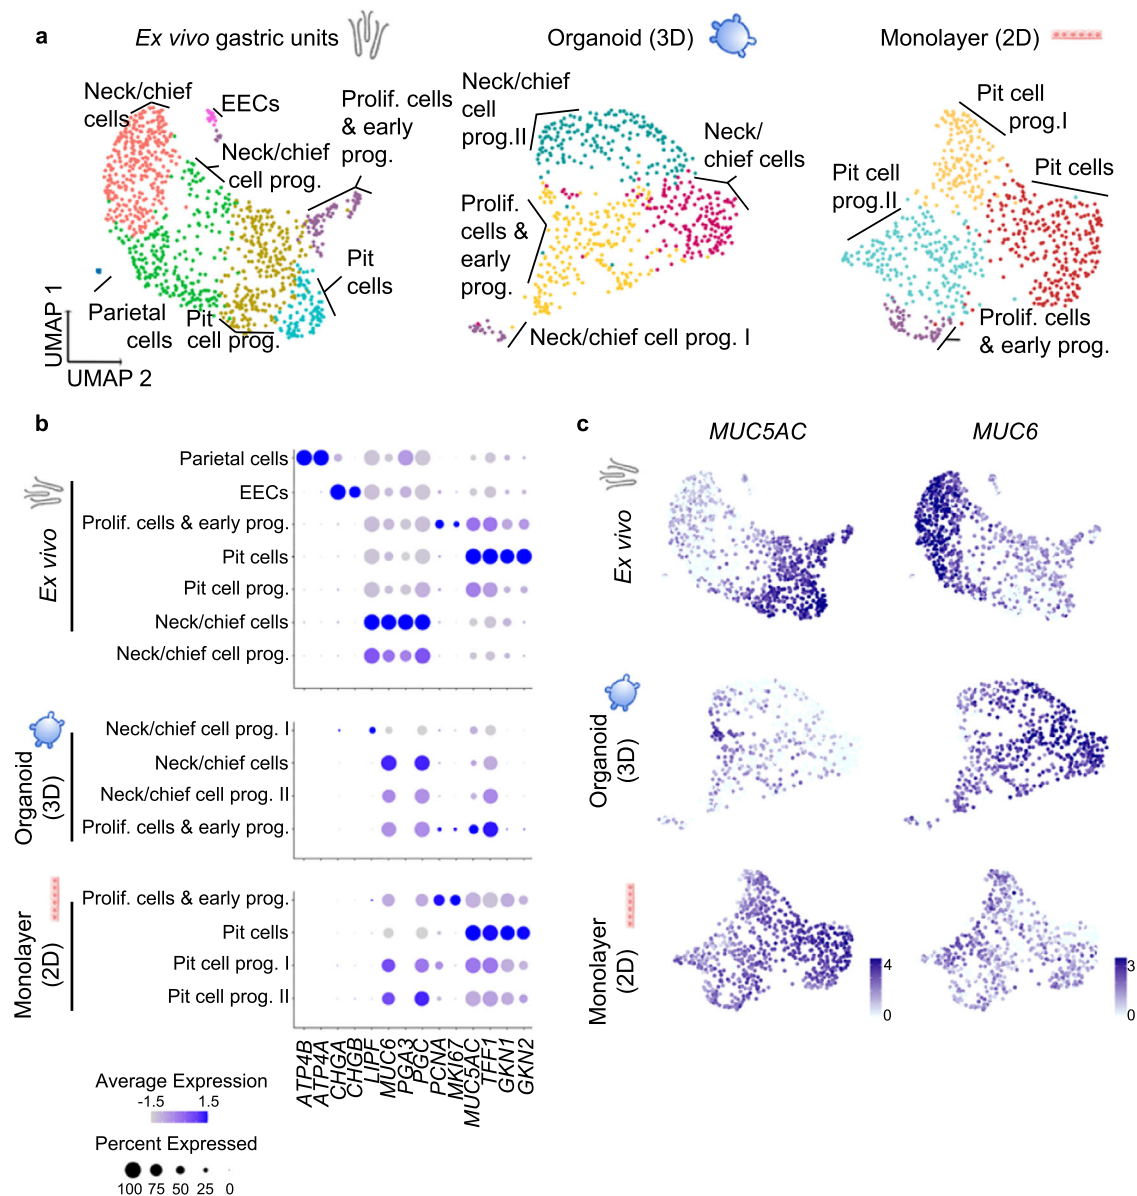 a
Ex vivo gastric units
Organoid (3D)
Monolayer (2D)
Neck/chief
cells
EECs
Prolif. cells
& early
prog.
Neck/chief
cell prog.
Pit
cells
Parietal
cells
Pit
cell prog.
UMAP 1
UMAP 2
Neck/chief
cell
prog.II
Neck/
chief cells
Prolif.
cells &
early
prog.
Neck/chief cell prog. I
Pit cell
prog.I
Pit cells
Pit cell
prog.II
Prolif. cells
& early prog.
b
Ex vivo
Parietal cells
EECs
Prolif. cells & early prog.
Pit cells
Pit cell prog.
Neck/chief cells
Neck/chief cell prog.
Organoid
(3D)
Neck/chief cell prog. I
Neck/chief cells
Neck/chief cell prog. II
Prolif. cells & early prog.
Monolayer
(2D)
Prolif. cells & early prog.
Pit cells
Pit cell prog. I
Pit cell prog. II
ATP4B
ATP4A
CHGA
CHGB
LIPF
MUC6
PGA3
PGC
PCNA
MKI67
MUC5AC
TFF1
GKN1
GKN2
Average Expression
-1.5 1.5
Percent Expressed
100 75 50 25 0
c
MUC5AC
MUC6
Ex vivo
Organoid
(3D)
Monolayer
(2D)
4
0
3
0